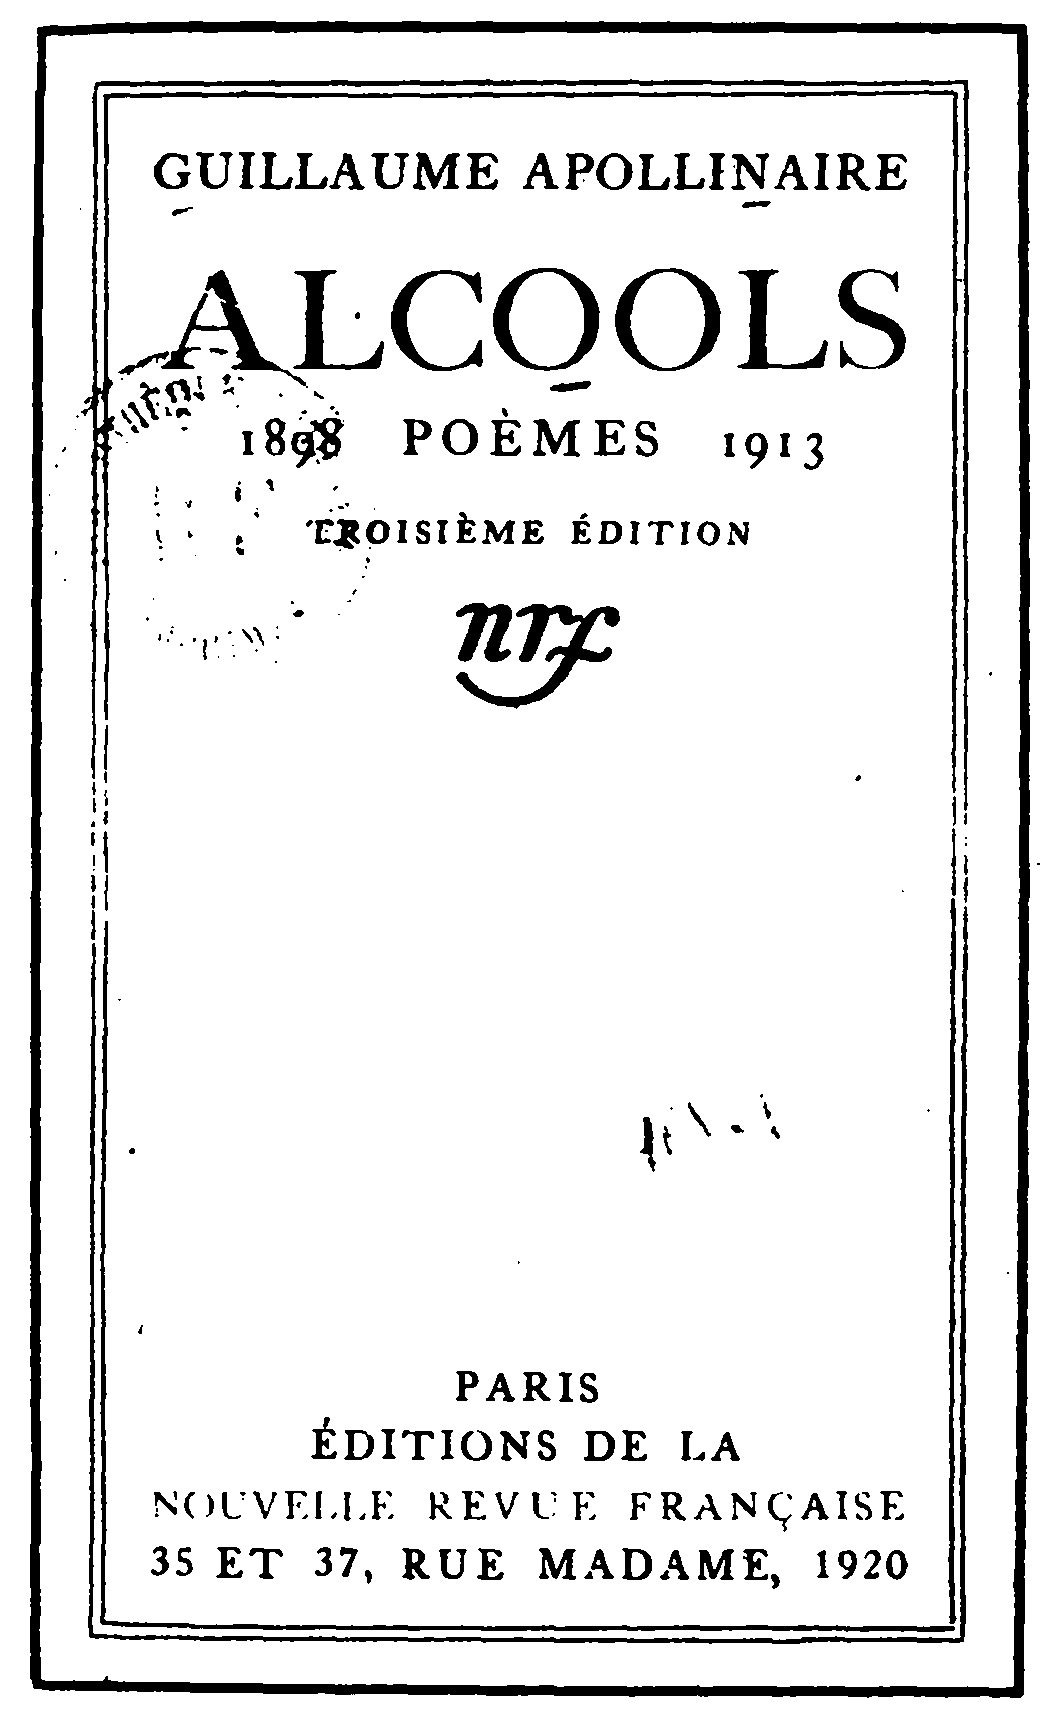 GUILLAUME APOLLINAIRE
ALCOOLS
1898 POÈMES 1913
TROISIÈME ÉDITION
nrf
PARIS
ÉDITIONS DE LA
NOUVELLE REVUE FRANÇAISE
35 ET 37, RUE MADAME, 1920